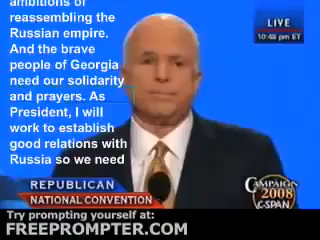 ambitions of
reassembling the
Russian empire.
And the brave
people of Georgia
need our solidarity
and prayers. As
President, I will
work to establish
good relations with
Russia so we need
LIVE
10:48 pm ET
REPUBLICAN
NATIONAL CONVENTION
CAMPAIGN
2008
C-SPAN
Try prompting yourself at:
FREEPROMPTER.COM